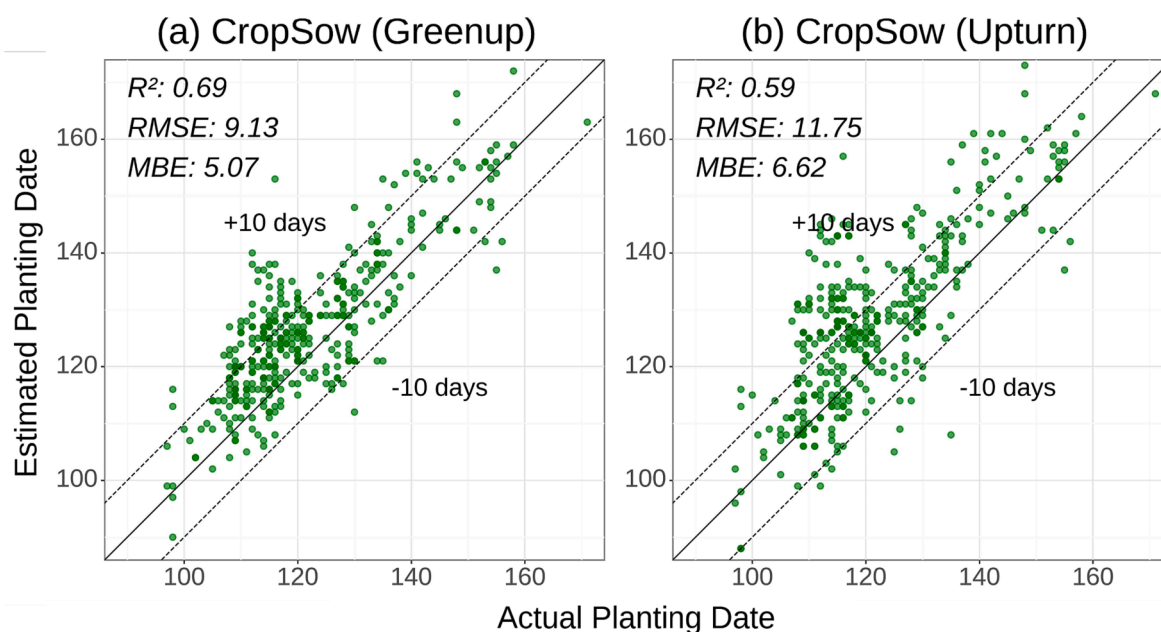 (a) CropSow (Greenup)
R²: 0.69
RMSE: 9.13
MBE: 5.07
+10 days
-10 days
160
140
120
100
100 120 140 160
(b) CropSow (Upturn)
R²: 0.59
RMSE: 11.75
MBE: 6.62
+10 days
-10 days
160
140
120
100
100 120 140 160
Estimated Planting Date
Actual Planting Date